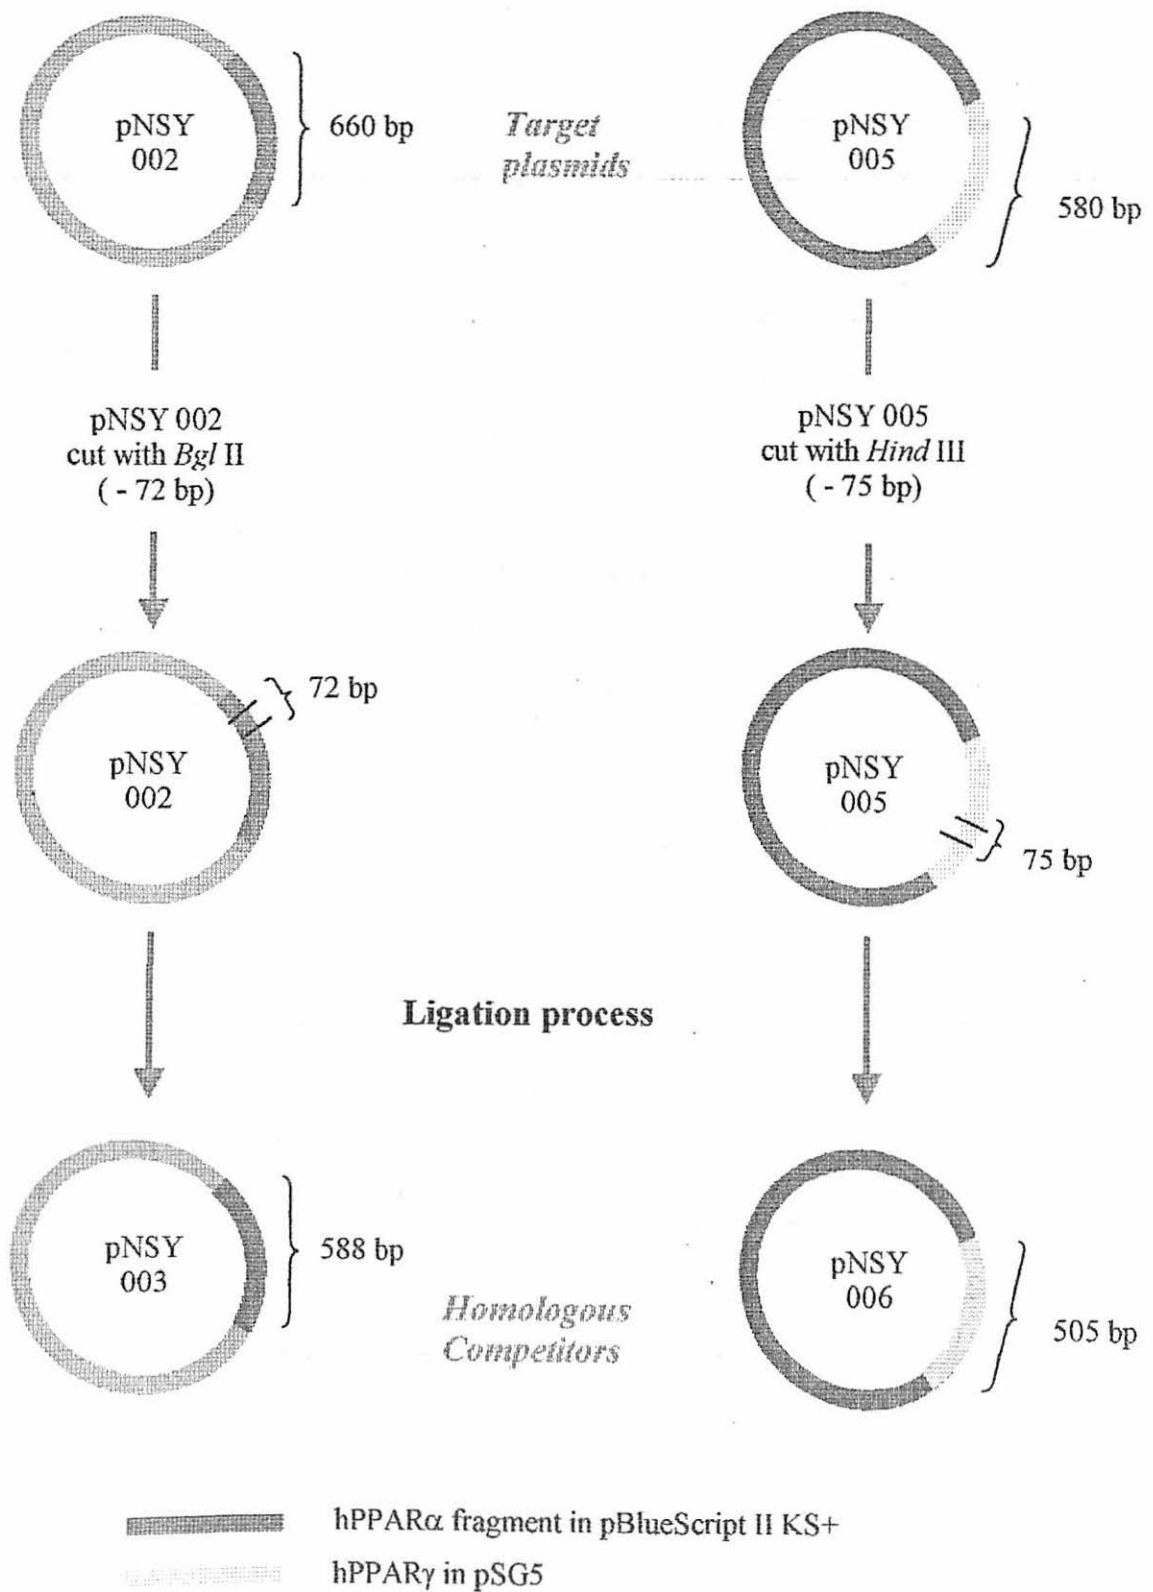 pNSY
002
660 bp
Target
plasmids
pNSY
005
580 bp
pNSY 002
cut with Bgl II
( - 72 bp)
pNSY 005
cut with Hind III
( - 75 bp)
72 bp
pNSY
002
pNSY
005
75 bp
Ligation process
pNSY
003
588 bp
Homologous
Competitors
pNSY
006
505 bp
hPPARα fragment in pBlueScript II KS+
hPPARγ in pSG5